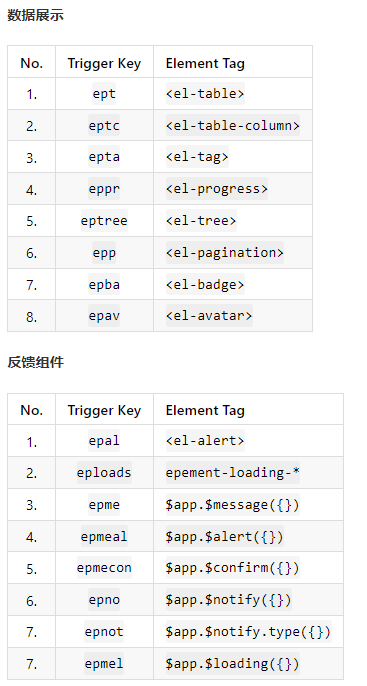 数据展示
No. Trigger Key Element Tag
1. ept <el-table>
2. eptc <el-table-column>
3. epta <el-tag>
4. eppr <el-progress>
5. eptree <el-tree>
6. epp <el-pagination>
7. epba <el-badge>
8. epav <el-avatar>
反馈组件
No. Trigger Key Element Tag
1. epal <el-alert>
2. eploads epement-loading-*
3. epme $app.$message({})
4. epmeal $app.$alert({})
5. epmecon $app.$confirm({})
6. epno $app.$notify({})
7. epnot $app.$notify.type({})
7. epmel $app.$loading({})